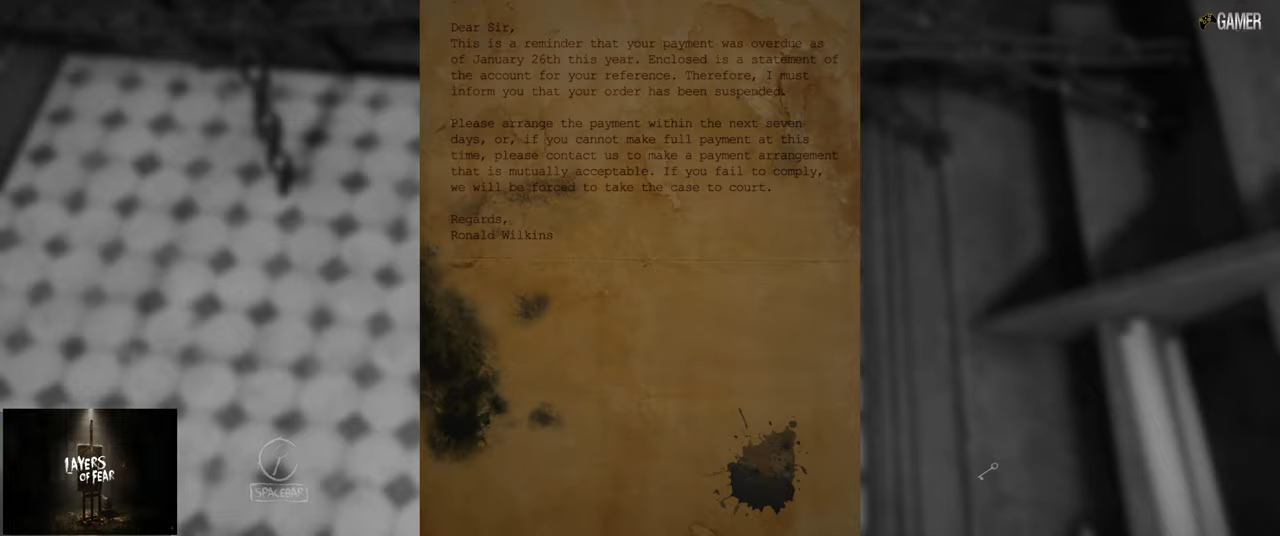 GAMER
Dear Sir,
This is a reminder that your payment was overdue as
of January 26th this year. Enclosed is a statement of
the account for your reference. Therefore, I must
inform you that your order has been suspended.
Please arrange the payment within the next seven
days, or, if you cannot make full payment at this
time, please contact us to make a payment arrangement
that is mutually acceptable. If you fail to comply,
we will be forced to take the case to court.
Regards,
Ronald Wilkins
LAYERS
OF FEAR
SPACEBAR